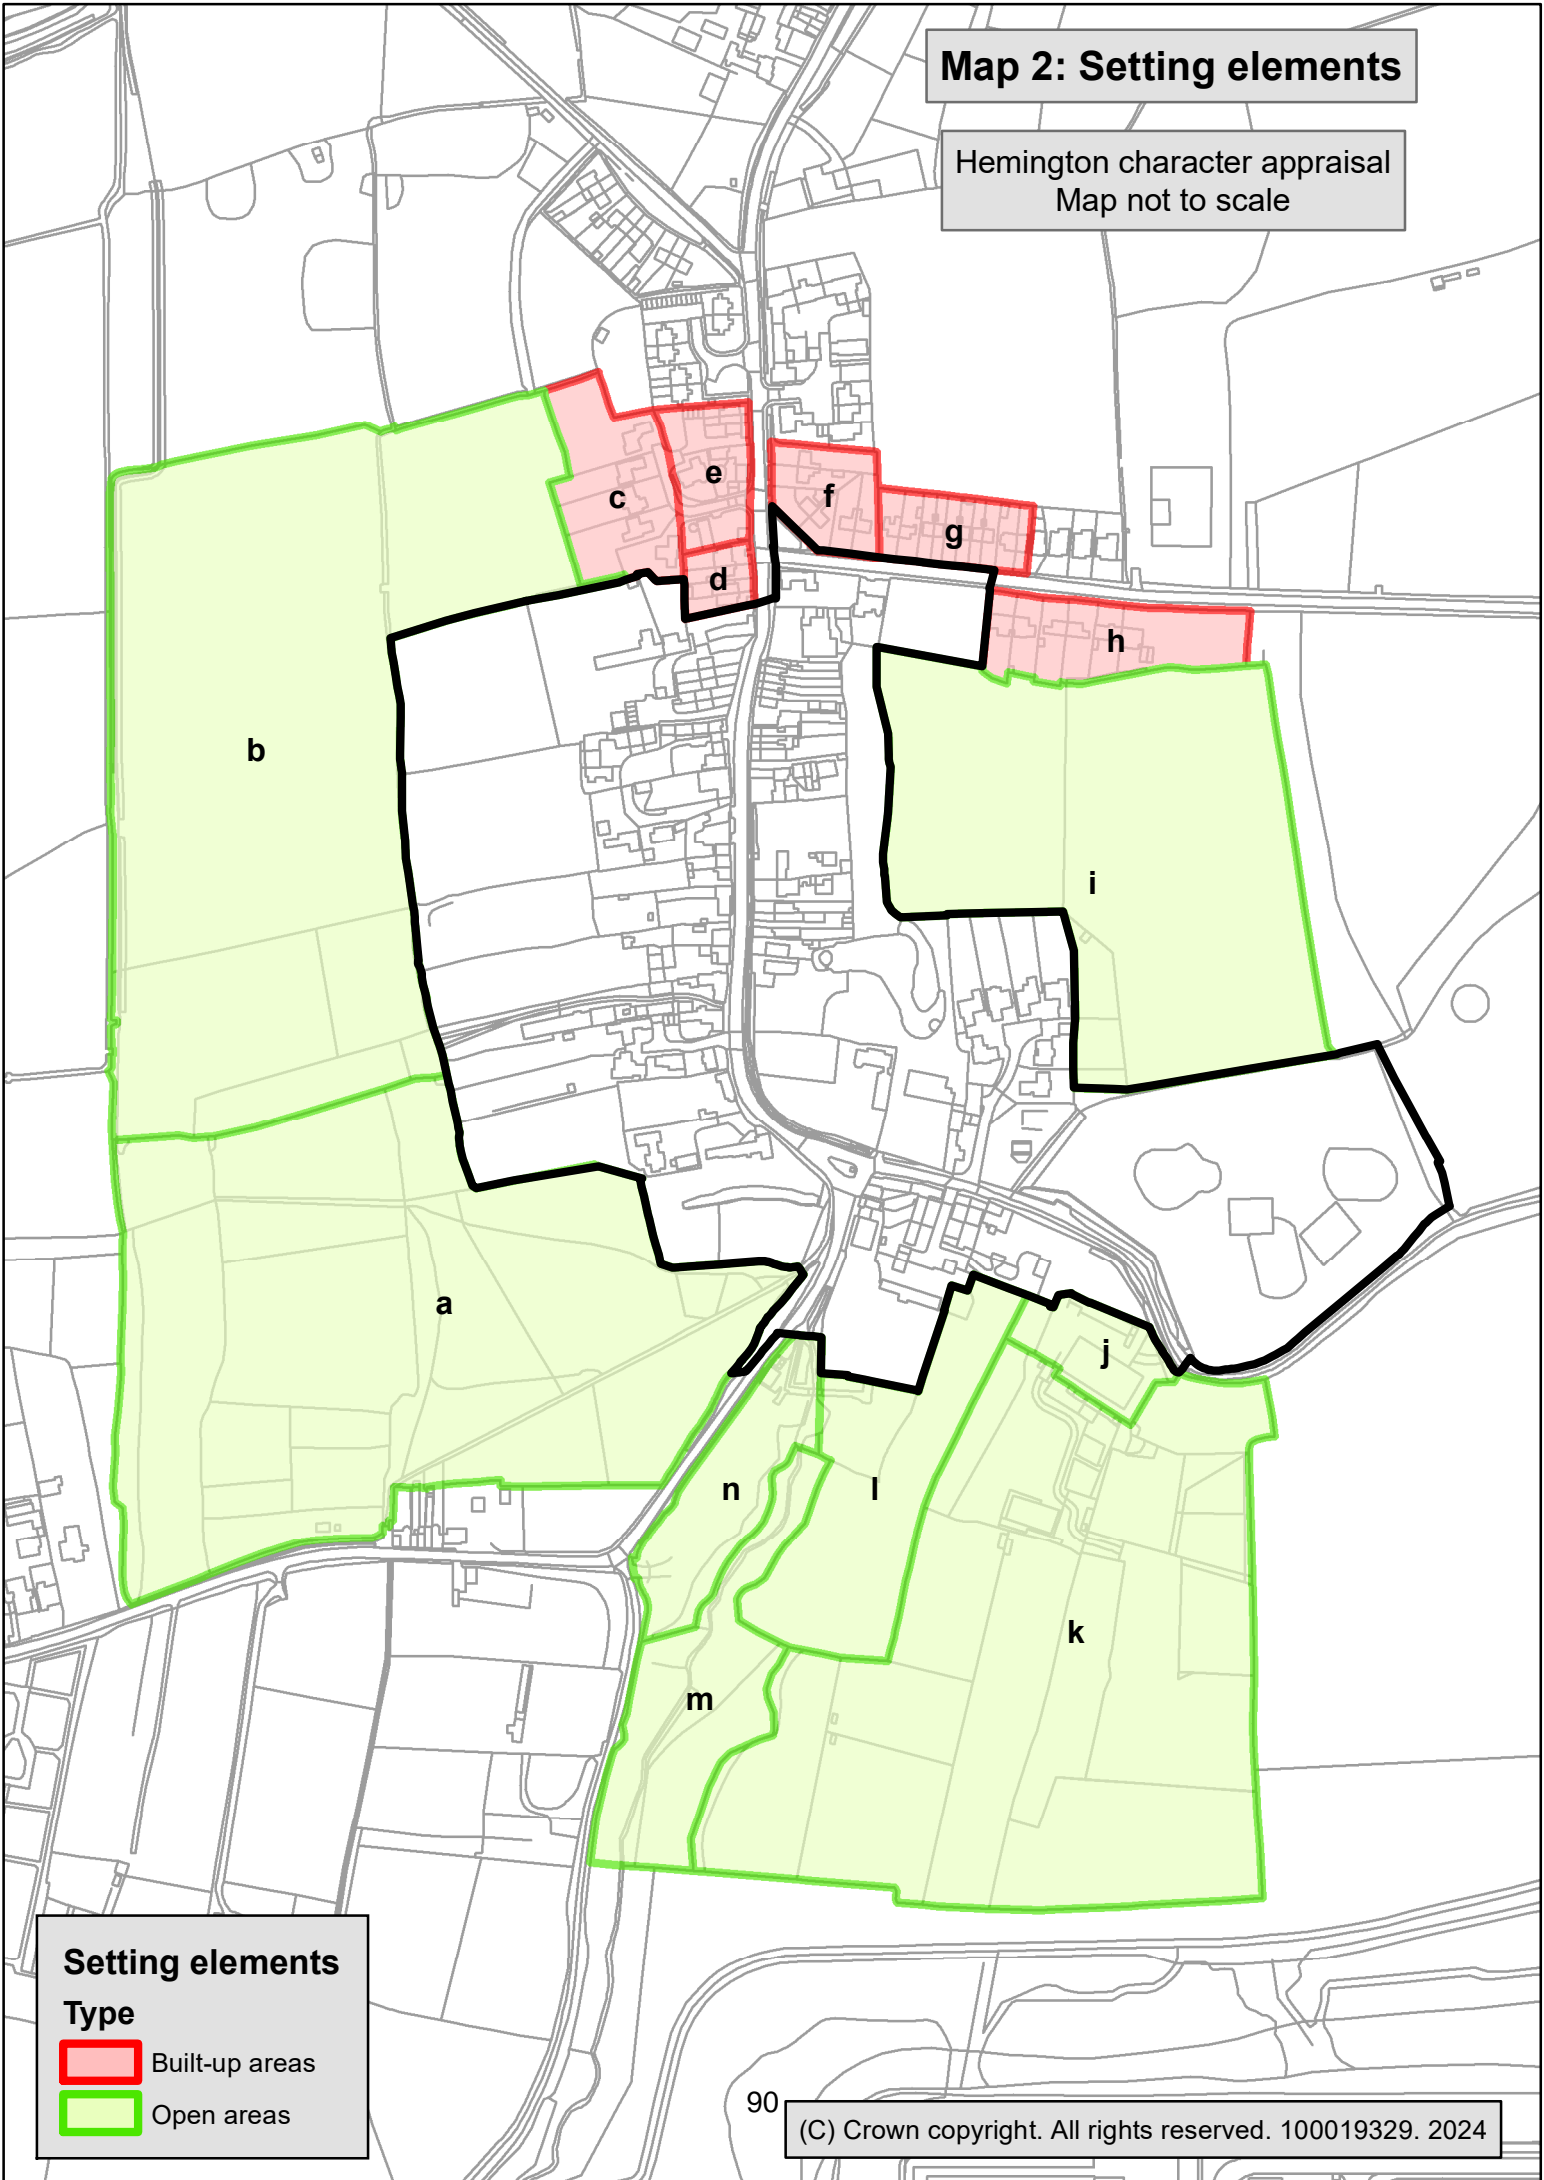 Map 2: Setting elements
Hemington character appraisal
Map not to scale
e
c
f
g
d
h
b
i
a
j
n
l
k
m
Setting elements
Type
Built-up areas
Open areas
90
(C) Crown copyright. All rights reserved. 100019329. 2024